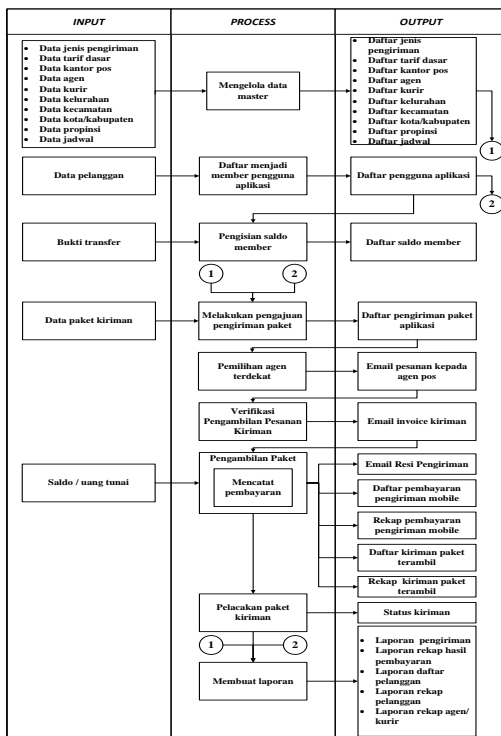 INPUT
PROCESS
OUTPUT
Data jenis pengiriman
Data tarif dasar
Data kantor pos
Data agen
Data kurir
Data kelurahan
Data kecamatan
Data kota/kabupaten
Data propinsi
Data jadwal
Mengelola data
master
Daftar jenis
pengiriman
Daftar tarif dasar
Daftar kantor pos
Daftar agen
Daftar kurir
Daftar kelurahan
Daftar kecamatan
Daftar kota/kabupaten
Daftar propinsi
Daftar jadwal
1
Data pelanggan
Daftar menjadi
member pengguna
aplikasi
Daftar pengguna aplikasi
2
Bukti transfer
Pengisian saldo
member
Daftar saldo member
1
2
Data paket kiriman
Melakukan pengajuan
pengiriman paket
Daftar pengiriman paket
aplikasi
Pemilihan agen
terdekat
Email pesanan kepada
agen pos
Verifikasi
Pengambilan Pesanan
Kiriman
Email invoice kiriman
Saldo / uang tunai
Pengambilan Paket
Mencatat
pembayaran
Email Resi Pengiriman
Daftar pembayaran
pengiriman mobile
Rekap pembayaran
pengiriman mobile
Daftar kiriman paket
terambil
Rekap kiriman paket
terambil
Pelacakan paket
kiriman
Status kiriman
1
2
Membuat laporan
Laporan pengiriman
Laporan rekap hasil
pembayaran
Laporan daftar
pelanggan
Laporan rekap
pelanggan
Laporan rekap agen/
kurir